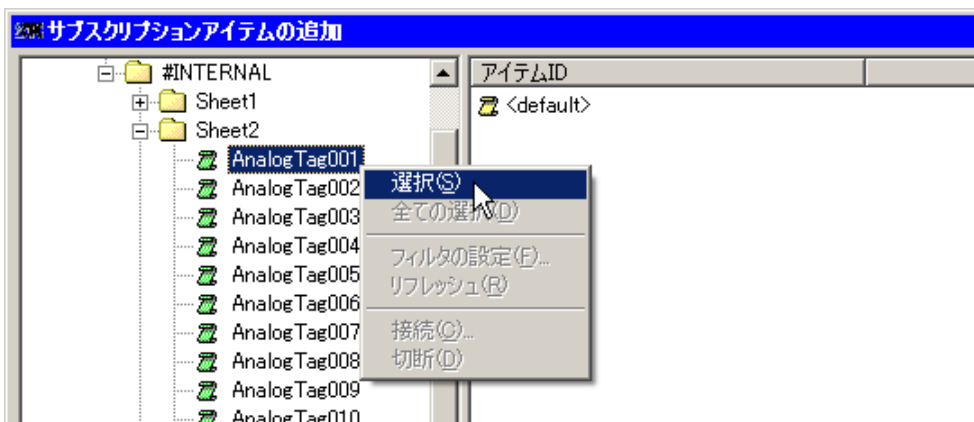 サブスクリプションアイテムの追加
#INTERNAL
Sheet1
Sheet2
AnalogTag001
AnalogTag002
AnalogTag003
AnalogTag004
AnalogTag005
AnalogTag006
AnalogTag007
AnalogTag008
AnalogTag009
AnalogTag010
選択(S)
全ての選択(D)
フィルタの設定(F)...
リフレッシュ(R)
接続(C)...
切断(D)
アイテムID
<default>